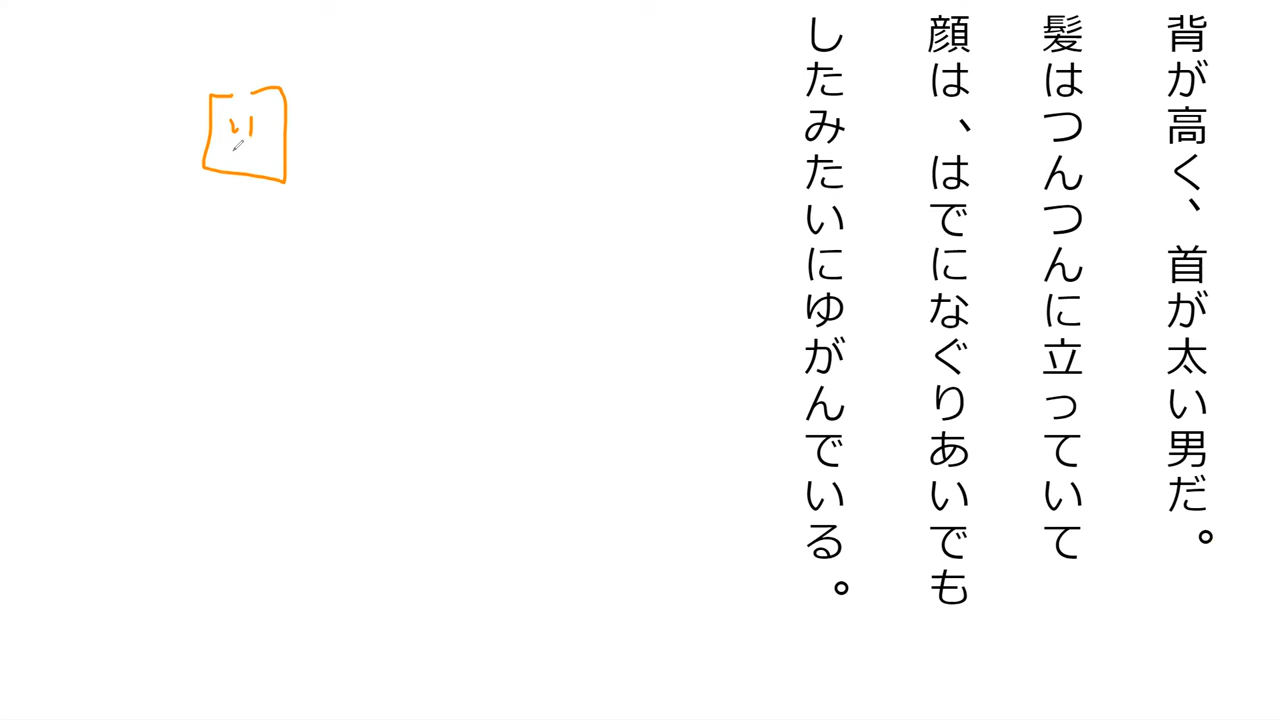 背が高く、首が太い男だ。
髪はつんつんに立っていて
顔は、はでになぐりあいでも
したみたいにゆがんでいる。
い